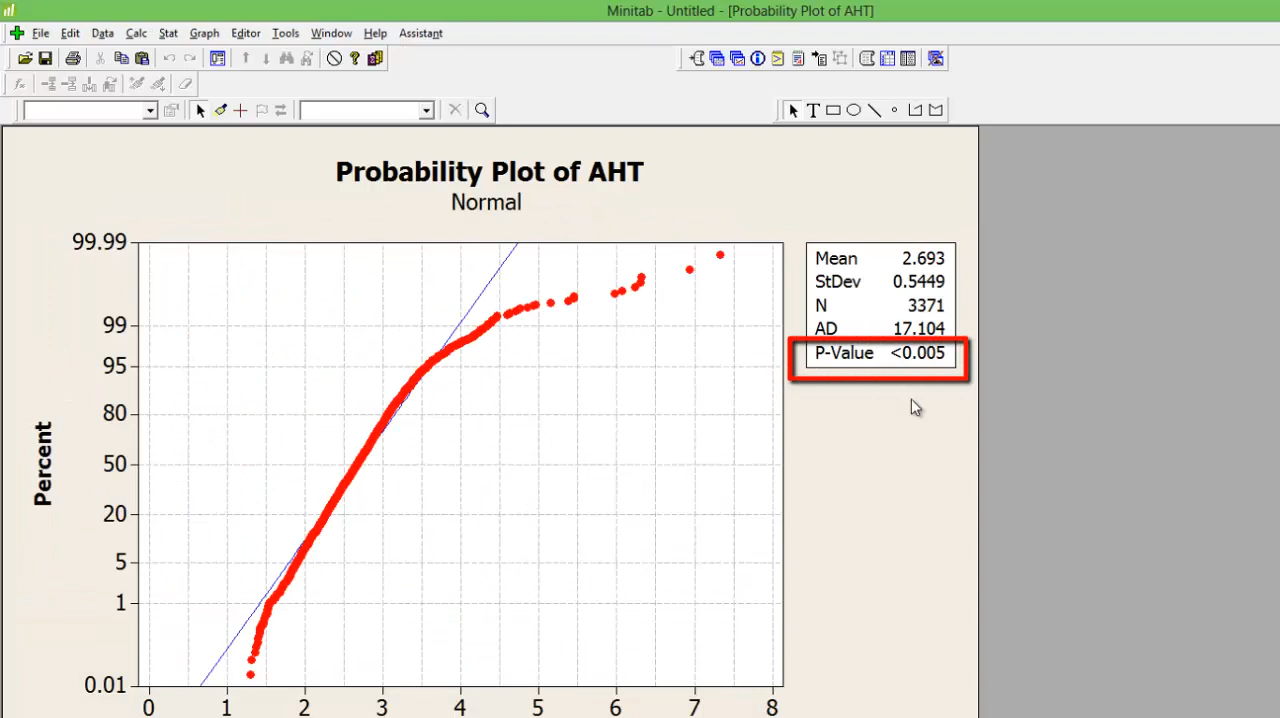 Minitab - Untitled - [Probability Plot of AHT]
File Edit Data Calc Stat Graph Editor Tools Window Help Assistant
Probability Plot of AHT
Normal
99.99
99
95
80
50
20
5
1
0.01
Percent
0 1 2 3 4 5 6 7 8
Mean 2.693
StDev 0.5449
N 3371
AD 17.104
P-Value <0.005